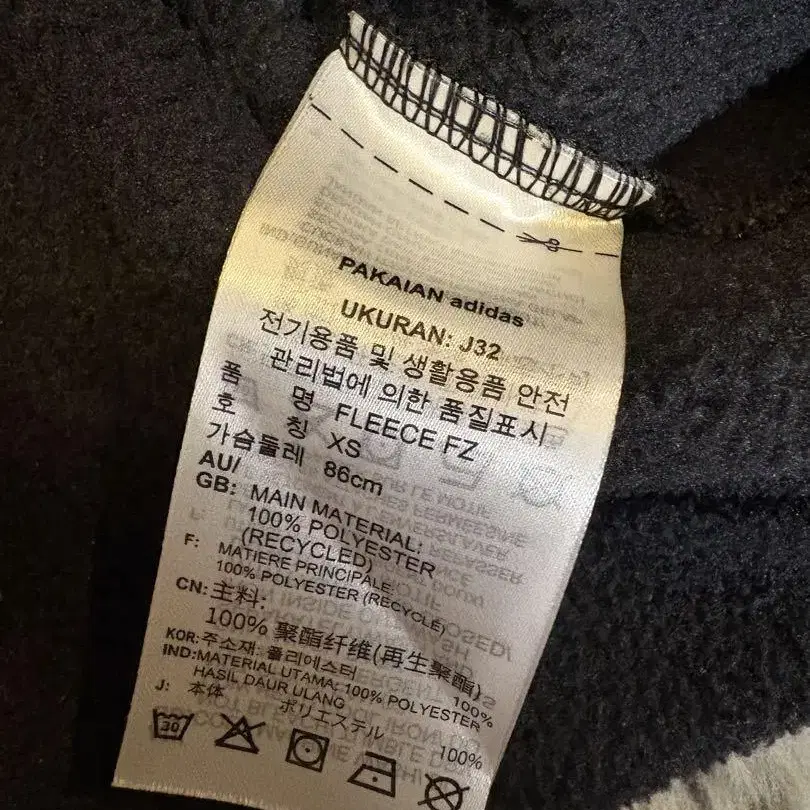 PAKAIAN adidas
UKURAN: J32
전기용품 및 생활용품 안전
관리법에 의한 품질표시
품 명 FLEECE FZ
호 칭 XS
가슴둘레 86cm
AU/
GB: MAIN MATERIAL:
100% POLYESTER
(RECYCLED)
F: MATIERE PRINCIPALE:
100% POLYESTER (RECYCLÉ)
CN: 主料:
100% 聚酯纤维(再生聚酯)
KOR: 주소재: 폴리에스터 100%
IND: MATERIAL UTAMA: 100% POLYESTER
HASIL DAUR ULANG
J: 本体 ポリエステル 100%
30